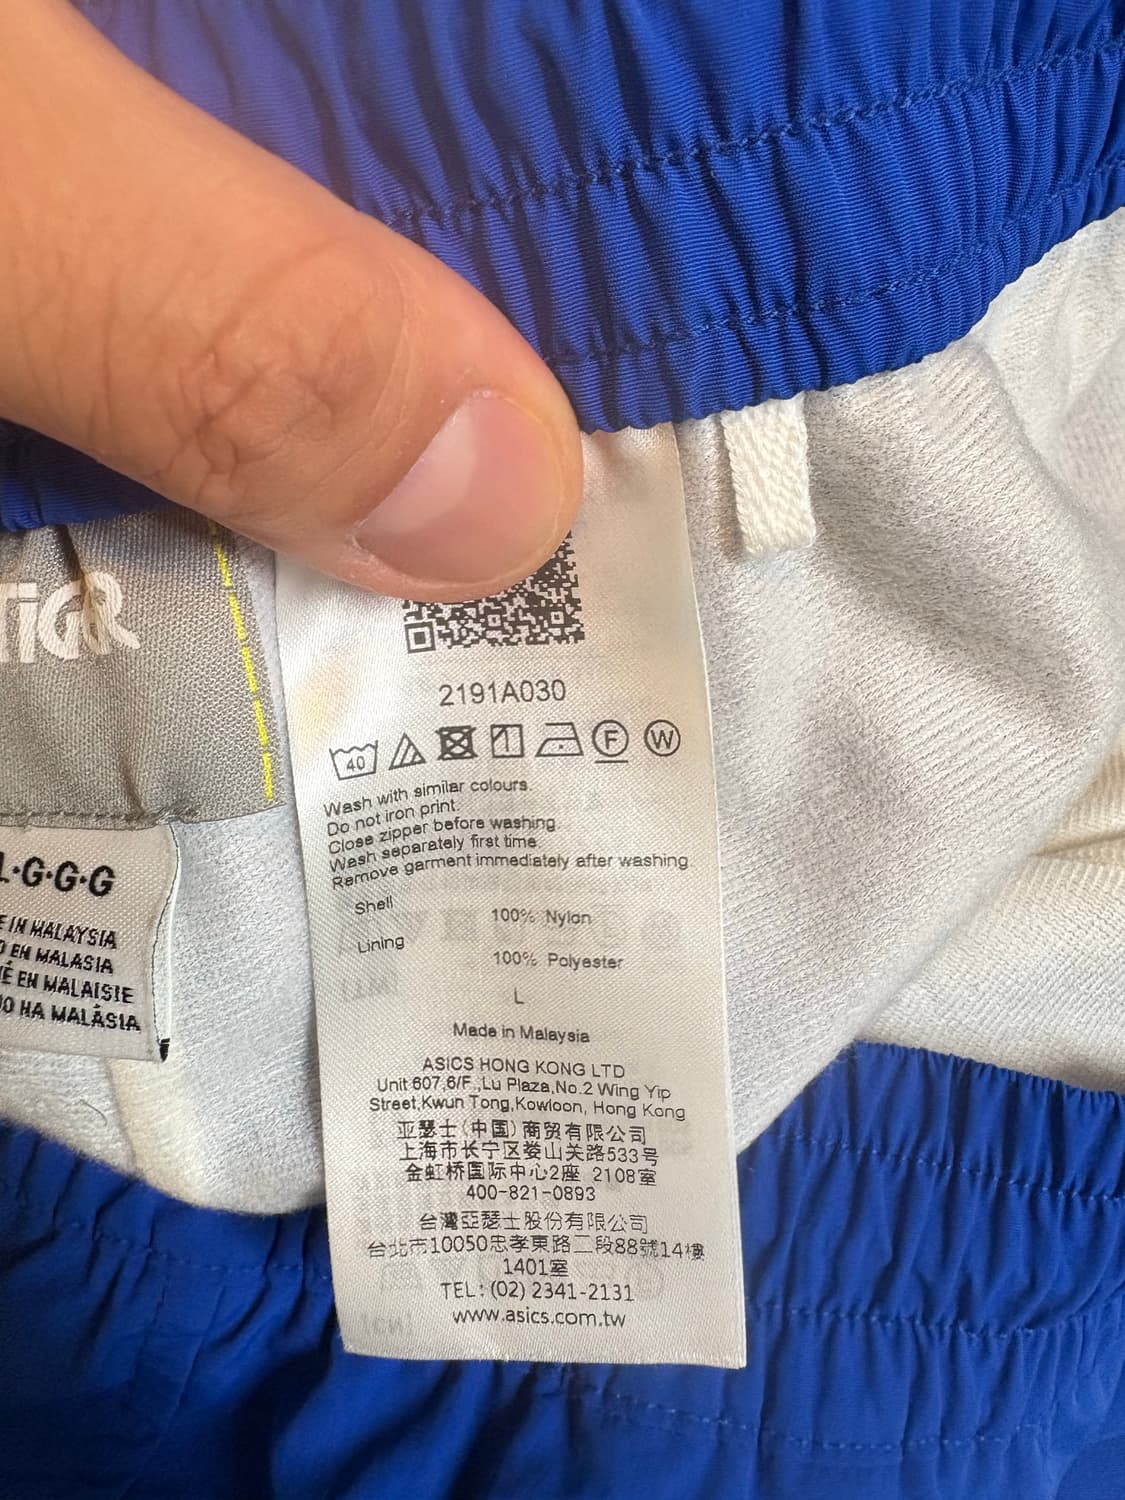 TiGR
L·G·G·G
E IN MALAYSIA
O EN MALASIA
É EN MALAISIE
DO NA MALÁSIA
2191A030
40
F
W
Wash with similar colours.
Do not iron print.
Close zipper before washing.
Wash separately first time.
Remove garment immediately after washing.
Shell
100% Nylon
Lining
100% Polyester
L
Made in Malaysia
ASICS HONG KONG LTD
Unit 607,6/F.,Lu Plaza,No.2 Wing Yip
Street,Kwun Tong,Kowloon, Hong Kong
亚瑟士(中国)商贸有限公司
上海市长宁区娄山关路533号
金虹桥国际中心2座 2108室
400-821-0893
台灣亞瑟士股份有限公司
台北市10050忠孝東路二段88號14樓
1401室
TEL:(02) 2341-2131
www.asics.com.tw